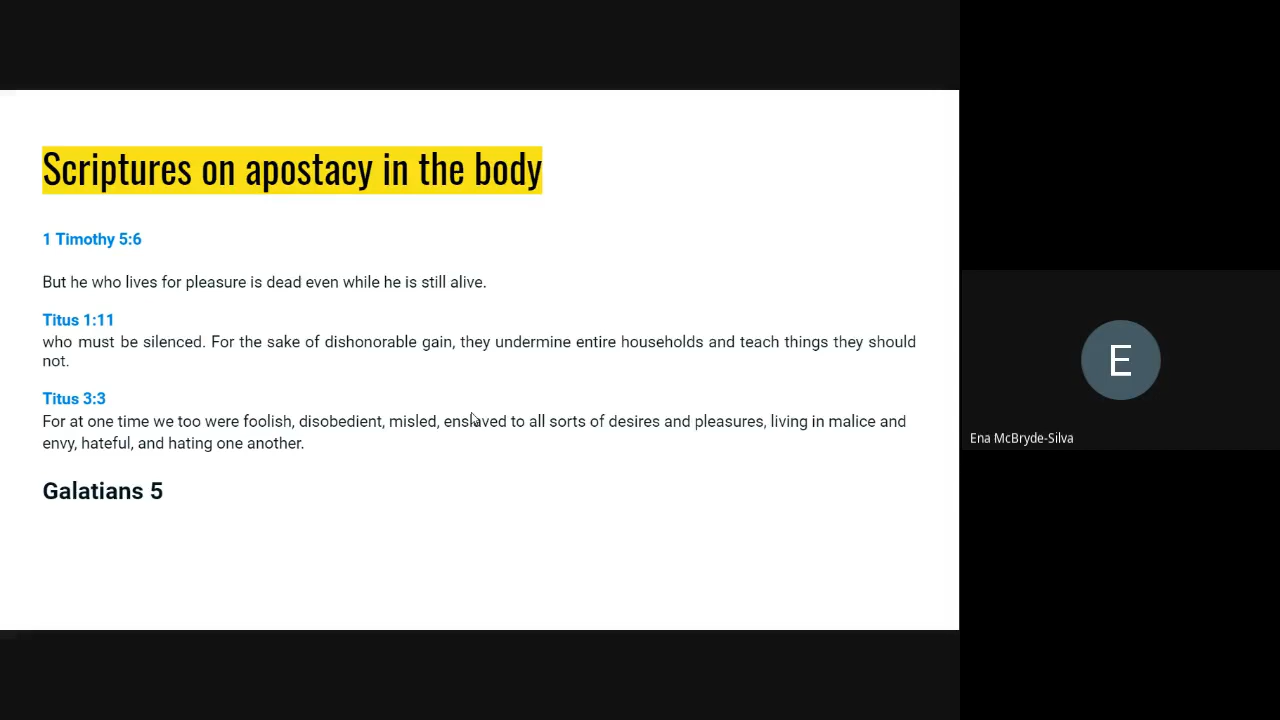 Scriptures on apostacy in the body
1 Timothy 5:6
But he who lives for pleasure is dead even while he is still alive.
Titus 1:11
who must be silenced. For the sake of dishonorable gain, they undermine entire households and teach things they should
not.
Titus 3:3
For at one time we too were foolish, disobedient, misled, enslaved to all sorts of desires and pleasures, living in malice and
envy, hateful, and hating one another.
Galatians 5
E
Ena McBryde-Silva